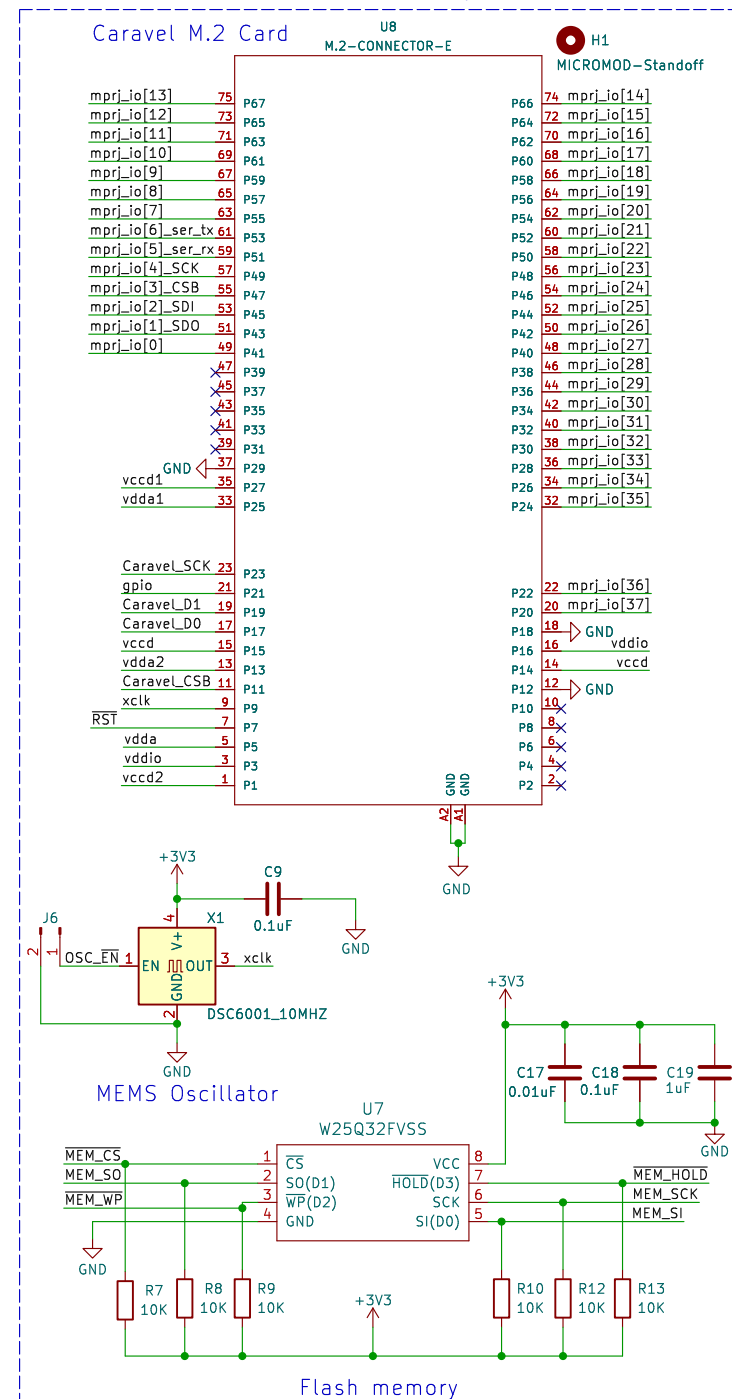 Caravel M.2 Card
U8
M.2-CONNECTOR-E
H1
MICROMOD-Standoff
mprj_io[13] 75 P67 P66 74 mprj_io[14]
mprj_io[12] 73 P65 P64 72 mprj_io[15]
mprj_io[11] 71 P63 P62 70 mprj_io[16]
mprj_io[10] 69 P61 P60 68 mprj_io[17]
mprj_io[9] 67 P59 P58 66 mprj_io[18]
mprj_io[8] 65 P57 P56 64 mprj_io[19]
mprj_io[7] 63 P55 P54 62 mprj_io[20]
mprj_io[6]_ser_tx 61 P53 P52 60 mprj_io[21]
mprj_io[5]_ser_rx 59 P51 P50 58 mprj_io[22]
mprj_io[4]_SCK 57 P49 P48 56 mprj_io[23]
mprj_io[3]_CSB 55 P47 P46 54 mprj_io[24]
mprj_io[2]_SDI 53 P45 P44 52 mprj_io[25]
mprj_io[1]_SDO 51 P43 P42 50 mprj_io[26]
mprj_io[0] 49 P41 P40 48 mprj_io[27]
47 P39 P38 46 mprj_io[28]
45 P37 P36 44 mprj_io[29]
43 P35 P34 42 mprj_io[30]
41 P33 P32 40 mprj_io[31]
39 P31 P30 38 mprj_io[32]
GND 37 P29 P28 36 mprj_io[33]
vccd1 35 P27 P26 34 mprj_io[34]
vdda1 33 P25 P24 32 mprj_io[35]
Caravel_SCK 23 P23
gpio 21 P21 P22 22 mprj_io[36]
Caravel_D1 19 P19 P20 20 mprj_io[37]
Caravel_D0 17 P17 P18 18 GND
vccd 15 P15 P16 16 vddio
vdda2 13 P13 P14 14 vccd
Caravel_CSB 11 P11 P12 12 GND
xclk 9 P9 P10 10
RST 7 P7 P8 8
vdda 5 P5 P6 6
vddio 3 P3 P4 4
vccd2 1 P1 P2 2
GND GND
A2 A1
GND
+3V3
C9
0.1uF
GND
J6
2 1
4
X1
V+
OSC_EN 1 EN OUT 3 xclk
GND
2
DSC6001_10MHZ
GND
MEMS Oscillator
+3V3
C17 0.01uF
C18 0.1uF
C19 1uF
GND
U7
W25Q32FVSS
MEM_CS 1 CS VCC 8
MEM_SO 2 SO(D1) HOLD(D3) 7 MEM_HOLD
MEM_WP 3 WP(D2) SCK 6 MEM_SCK
4 GND SI(D0) 5 MEM_SI
GND
R7 R8 R9 R10 R12 R13
10K 10K 10K 10K 10K 10K
+3V3
Flash memory